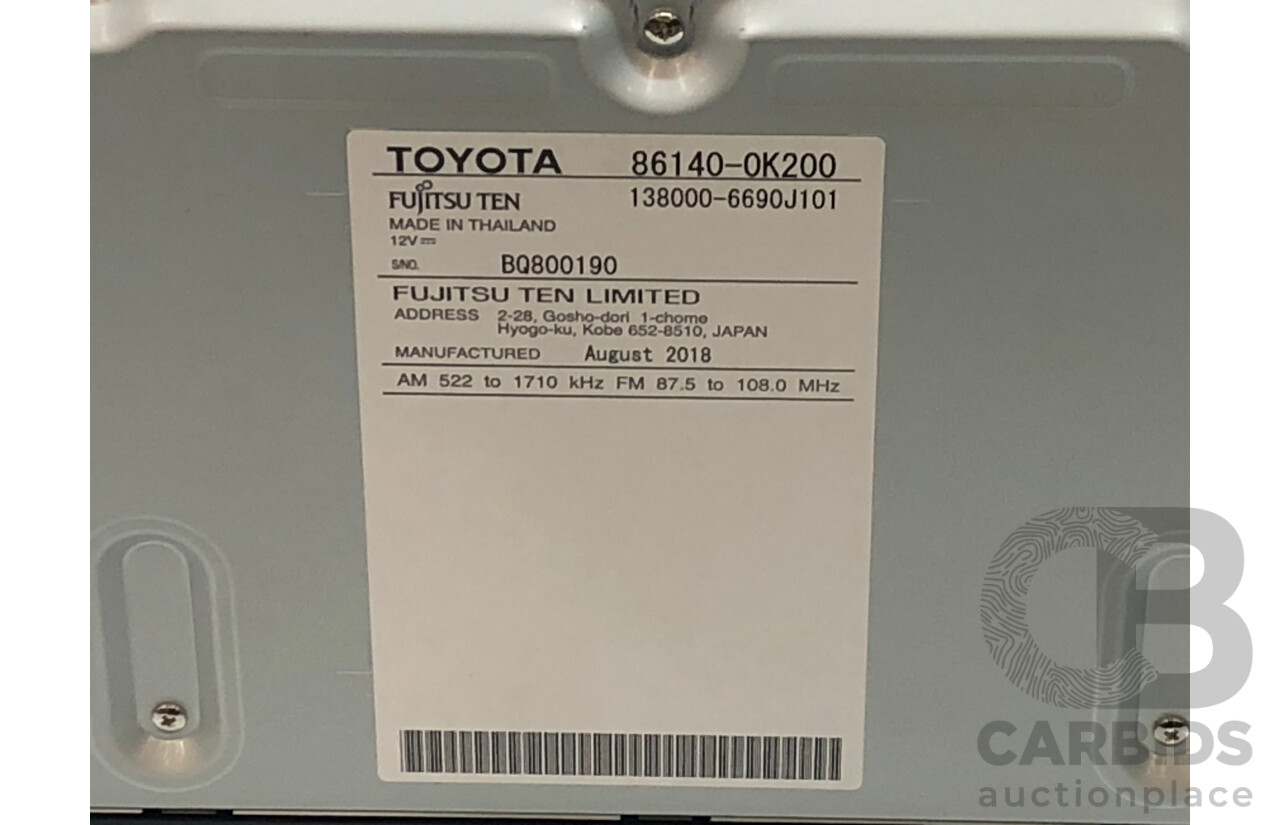 TOYOTA 86140-0K200
FUJITSU TEN 138000-6690J101
MADE IN THAILAND
12V
S/NO. BQ800190
FUJITSU TEN LIMITED
ADDRESS 2-28, Gosho-dori 1-chome
Hyogo-ku, Kobe 652-8510, JAPAN
MANUFACTURED August 2018
AM 522 to 1710 kHz FM 87.5 to 108.0 MHz
CARBIDS
auctionplace